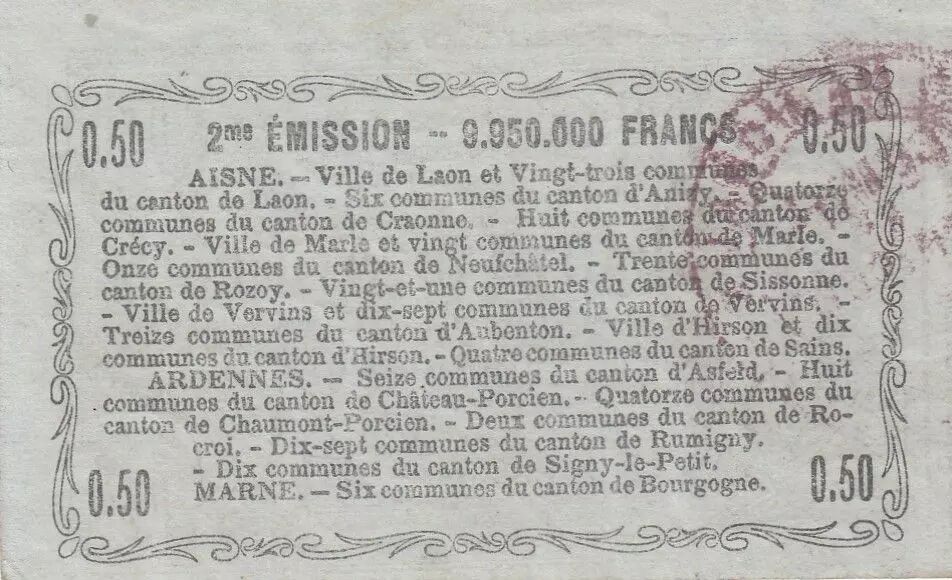 0.50 2me ÉMISSION -- 9.950.000 FRANCS 0.50
AISNE. — Ville de Laon et Vingt-trois communes
du canton de Laon. - Six communes du canton d'Anizy. - Quatorze
communes du canton de Craonne. - Huit communes du canton de
Crécy. - Ville de Marle et vingt communes du canton de Marle. -
Onze communes du canton de Neufchâtel. - Trente communes du
canton de Rozoy. - Vingt-et-une communes du canton de Sissonne.
- Ville de Vervins et dix-sept communes du canton de Vervins. -
Treize communes du canton d'Aubenton. - Ville d'Hirson et dix
communes du canton d'Hirson. - Quatre communes du canton de Sains.
ARDENNES. — Seize communes du canton d'Asfeld. - Huit
communes du canton de Château-Porcien. - Quatorze communes du
canton de Chaumont-Porcien. - Deux communes du canton de Ro-
croi. - Dix-sept communes du canton de Rumigny.
- Dix communes du canton de Signy-le-Petit.
MARNE. — Six communes du canton de Bourgogne.
0.50 0.50